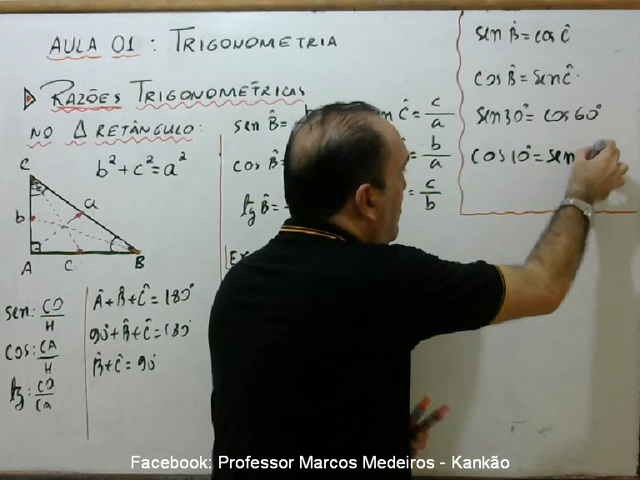 AULA 01: TRIGONOMETRIA
RAZÕES TRIGONOMÉTRICAS
NO Δ RETÂNGULO:
b² + c² = a²
C
b
a
A
c
B
sen: CO/H
cos: CA/H
tg: CO/CA
Â + B̂ + Ĉ = 180°
90° + B̂ + Ĉ = 180°
B̂ + Ĉ = 90°
sen B̂ =
Ĉ = c/a
cos B̂ =
= b/a
tg B̂ =
= c/b
sen B̂ = cos Ĉ
cos B̂ = sen Ĉ
sen 30° = cos 60°
cos 10° = sen
Facebook: Professor Marcos Medeiros - Kankão